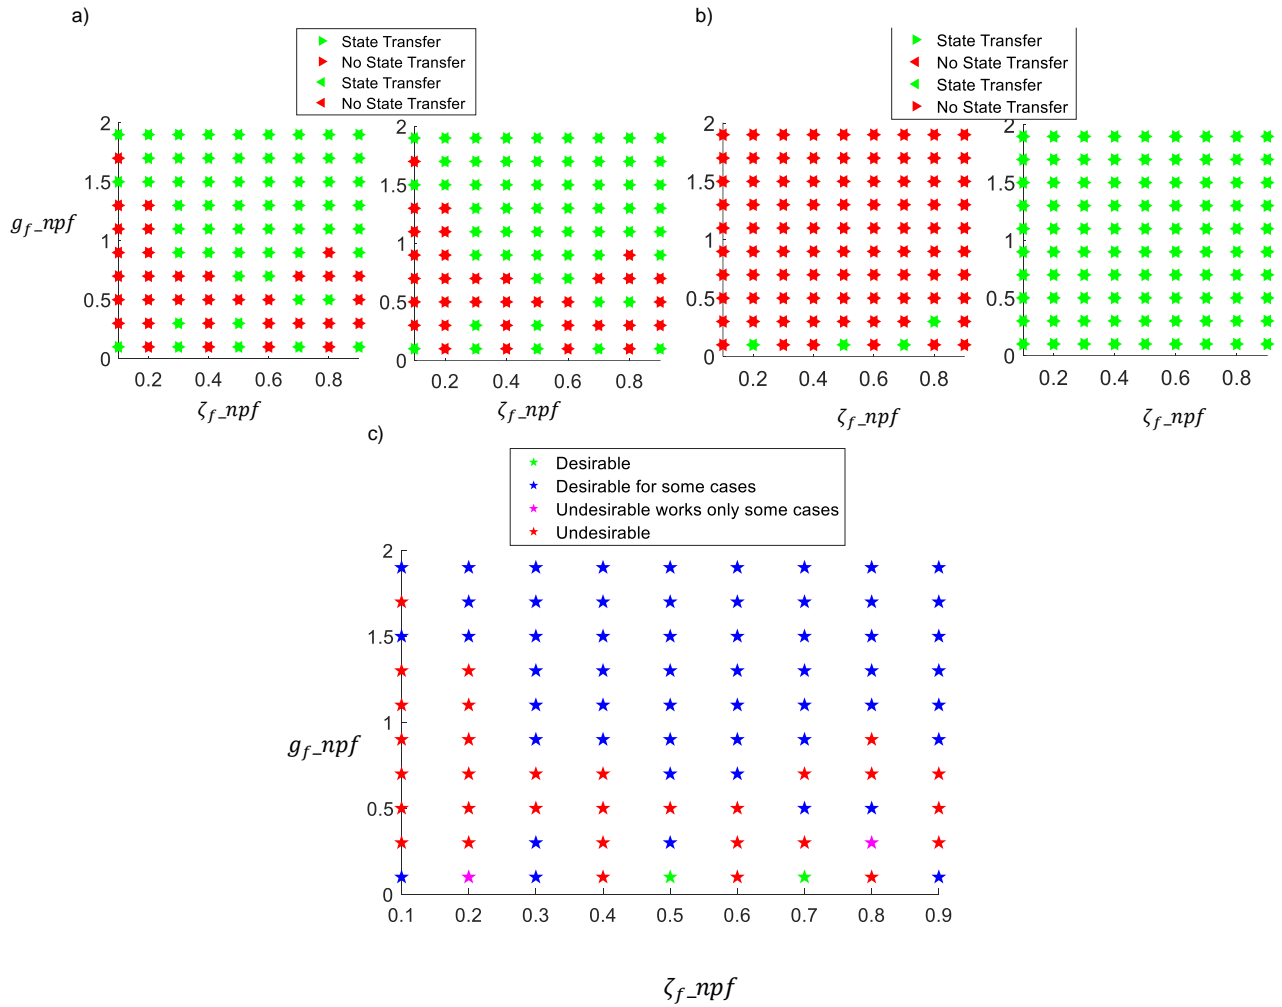 a)
State Transfer
No State Transfer
State Transfer
No State Transfer
2
1.5
1
0.5
0
0.2
0.4
0.6
0.8
g_f_npf
ζ_f_npf
2
1.5
1
0.5
0
0.2
0.4
0.6
0.8
ζ_f_npf
b)
State Transfer
No State Transfer
State Transfer
No State Transfer
2
1.5
1
0.5
0
0.2
0.4
0.6
0.8
ζ_f_npf
2
1.5
1
0.5
0
0.2
0.4
0.6
0.8
ζ_f_npf
c)
Desirable
Desirable for some cases
Undesirable works only some cases
Undesirable
2
1.5
1
0.5
0
g_f_npf
0.1
0.2
0.3
0.4
0.5
0.6
0.7
0.8
0.9
ζ_f_npf